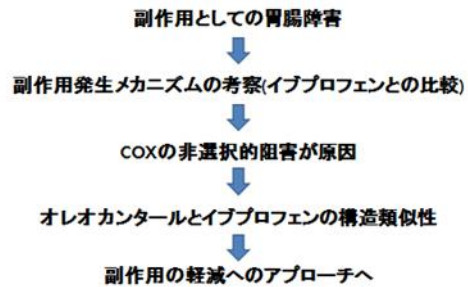 副作用としての胃腸障害
副作用発生メカニズムの考察(イブプロフェンとの比較)
COXの非選択的阻害が原因
オレオカンタールとイブプロフェンの構造類似性
副作用の軽減へのアプローチへ